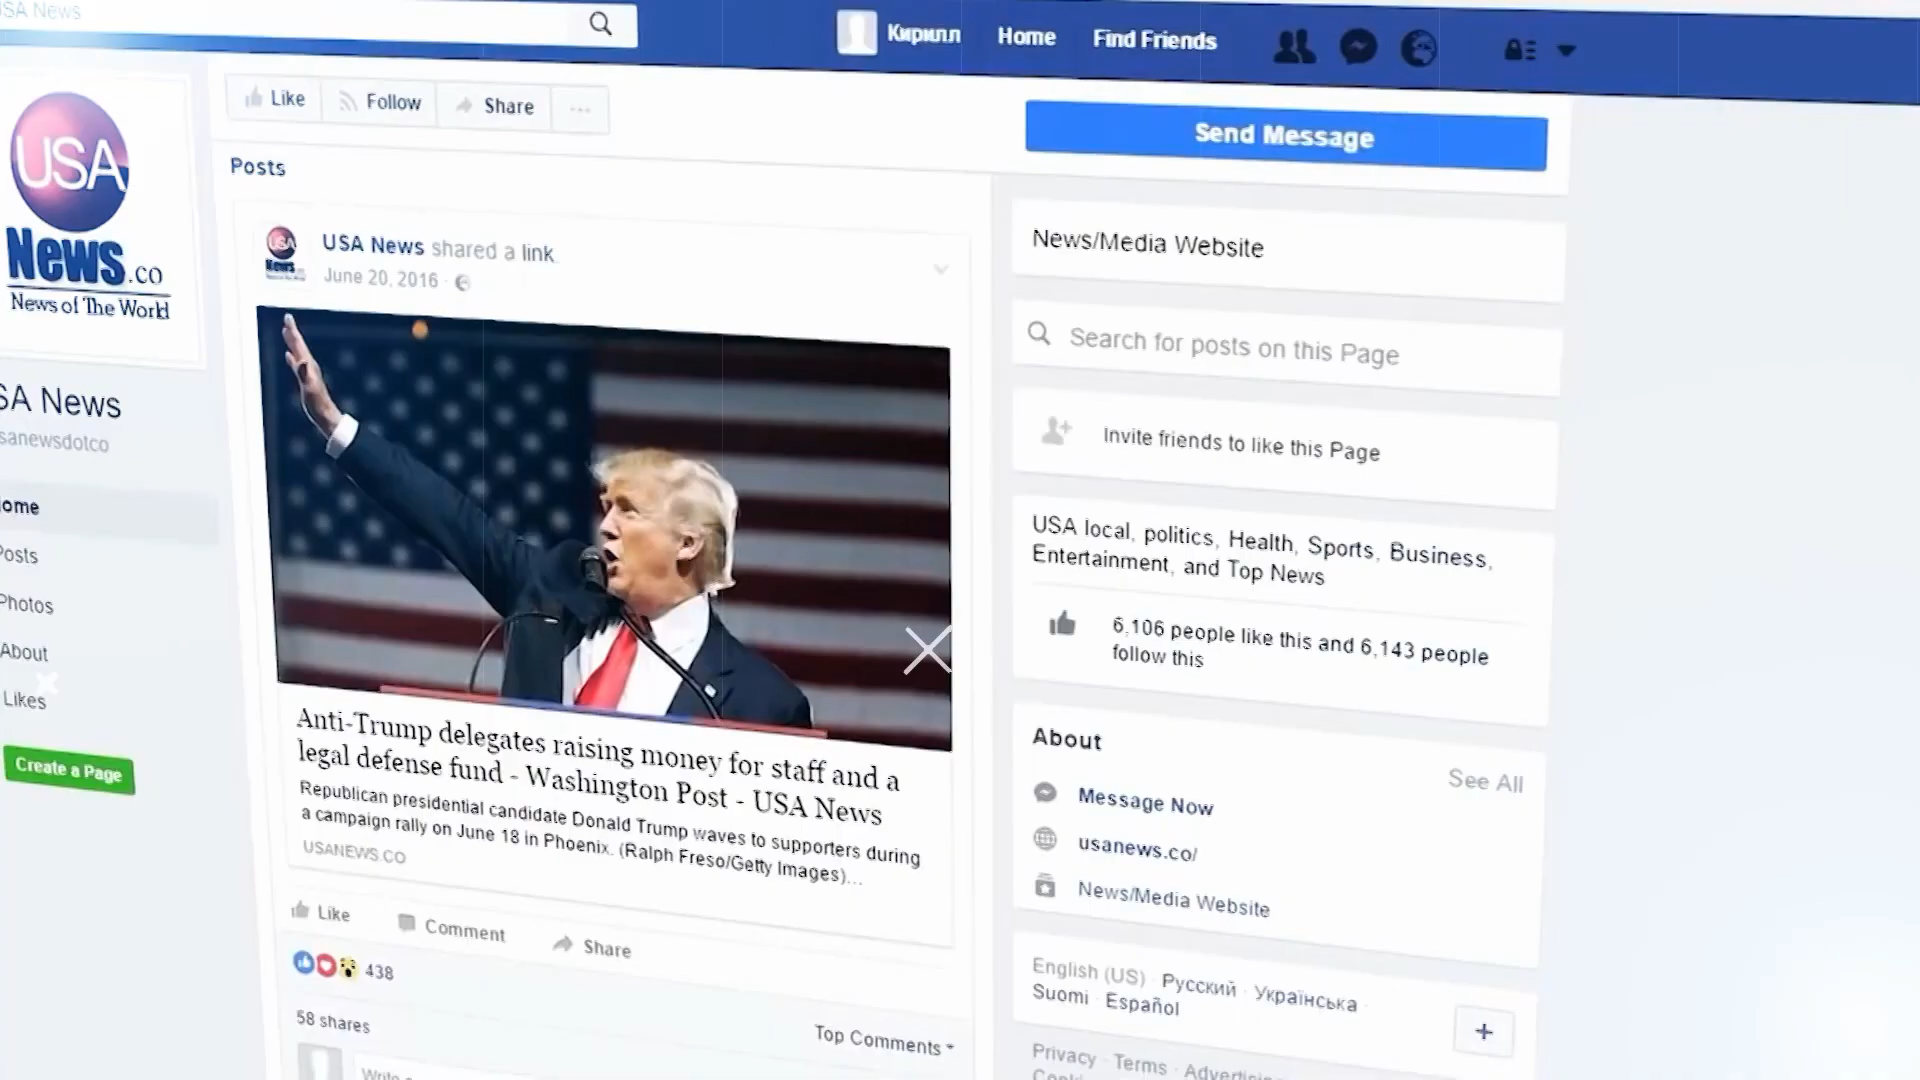 SA News
Кирилл
Home
Find Friends
Like
Follow
Share
Send Message
USA
News.co
News of The World
SA News
sanewsdotco
ome
Posts
Photos
About
Likes
Create a Page
Posts
USA News shared a link
June 20, 2016
Anti-Trump delegates raising money for staff and a
legal defense fund - Washington Post - USA News
Republican presidential candidate Donald Trump waves to supporters during
a campaign rally on June 18 in Phoenix. (Ralph Freso/Getty Images)...
USANEWS.CO
Like
Comment
Share
438
58 shares
Top Comments
News/Media Website
Search for posts on this Page
Invite friends to like this Page
USA local, politics, Health, Sports, Business,
Entertainment, and Top News
6,106 people like this and 6,143 people
follow this
About
See All
Message Now
usanews.co/
News/Media Website
English (US) · Русский · Українська ·
Suomi · Español
Privacy · Terms ·